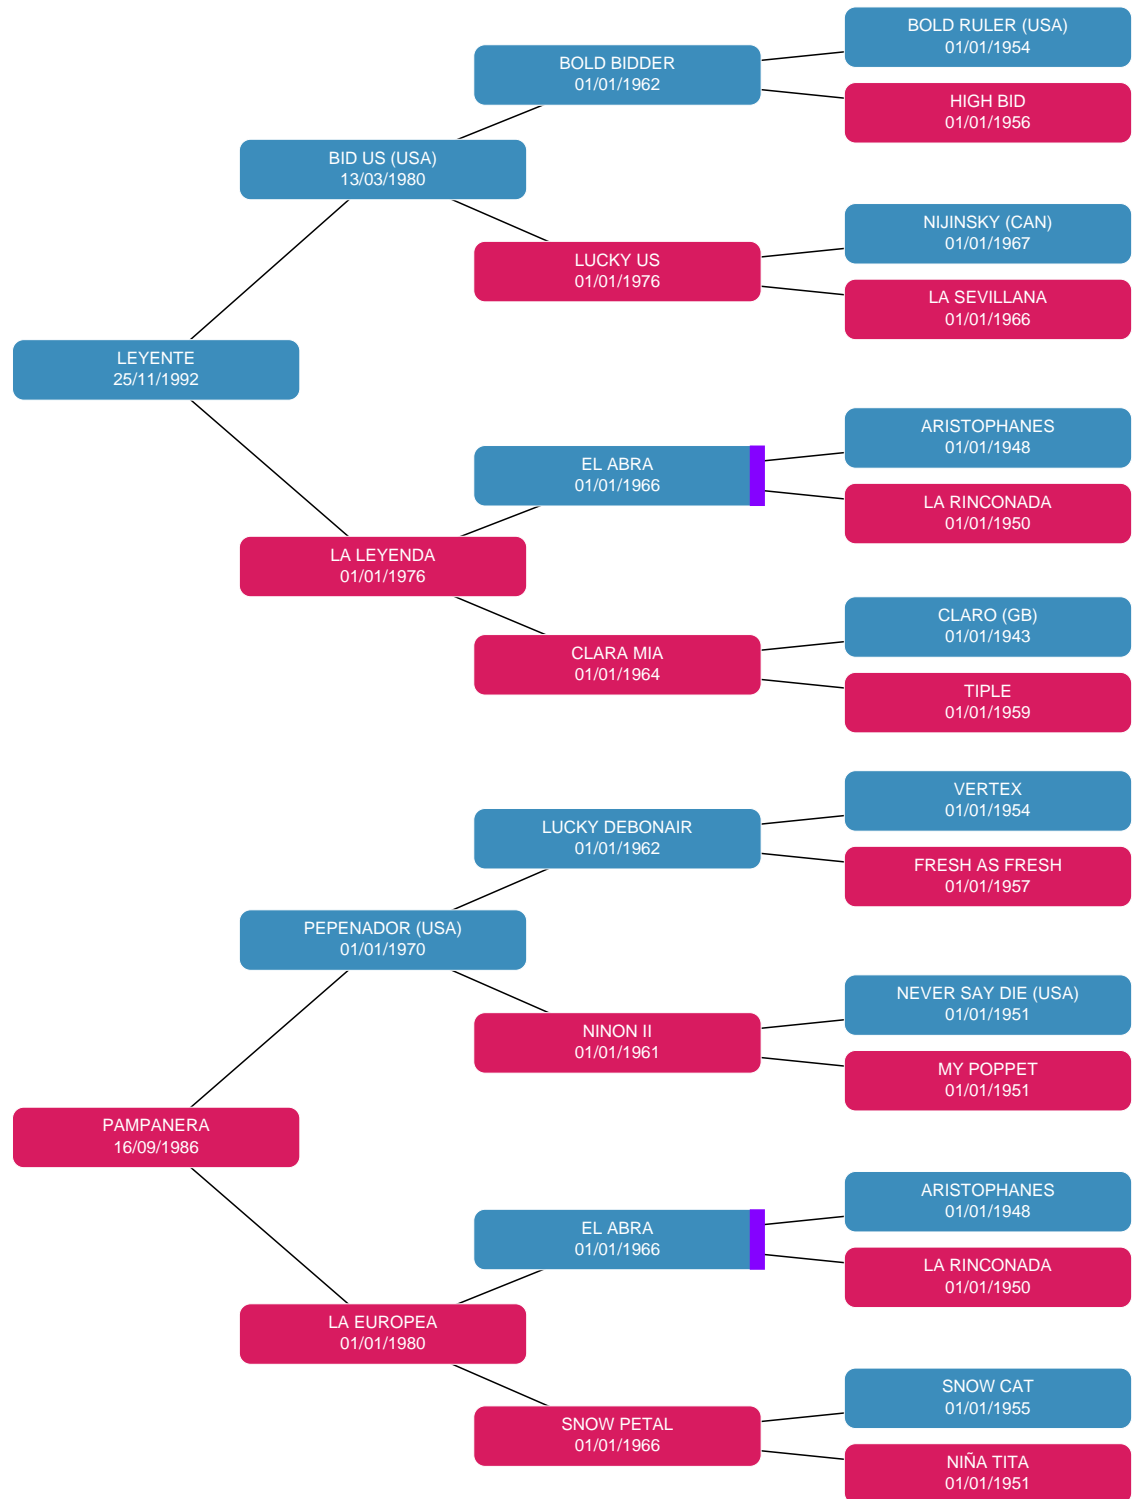 BOLD RULER (USA)
01/01/1954
BOLD BIDDER
01/01/1962
HIGH BID
01/01/1956
BID US (USA)
13/03/1980
NIJINSKY (CAN)
01/01/1967
LUCKY US
01/01/1976
LA SEVILLANA
01/01/1966
LEYENTE
25/11/1992
ARISTOPHANES
01/01/1948
EL ABRA
01/01/1966
LA RINCONADA
01/01/1950
LA LEYENDA
01/01/1976
CLARO (GB)
01/01/1943
CLARA MIA
01/01/1964
TIPLE
01/01/1959
VERTEX
01/01/1954
LUCKY DEBONAIR
01/01/1962
FRESH AS FRESH
01/01/1957
PEPENADOR (USA)
01/01/1970
NEVER SAY DIE (USA)
01/01/1951
NINON II
01/01/1961
MY POPPET
01/01/1951
PAMPANERA
16/09/1986
ARISTOPHANES
01/01/1948
EL ABRA
01/01/1966
LA RINCONADA
01/01/1950
LA EUROPEA
01/01/1980
SNOW CAT
01/01/1955
SNOW PETAL
01/01/1966
NIÑA TITA
01/01/1951